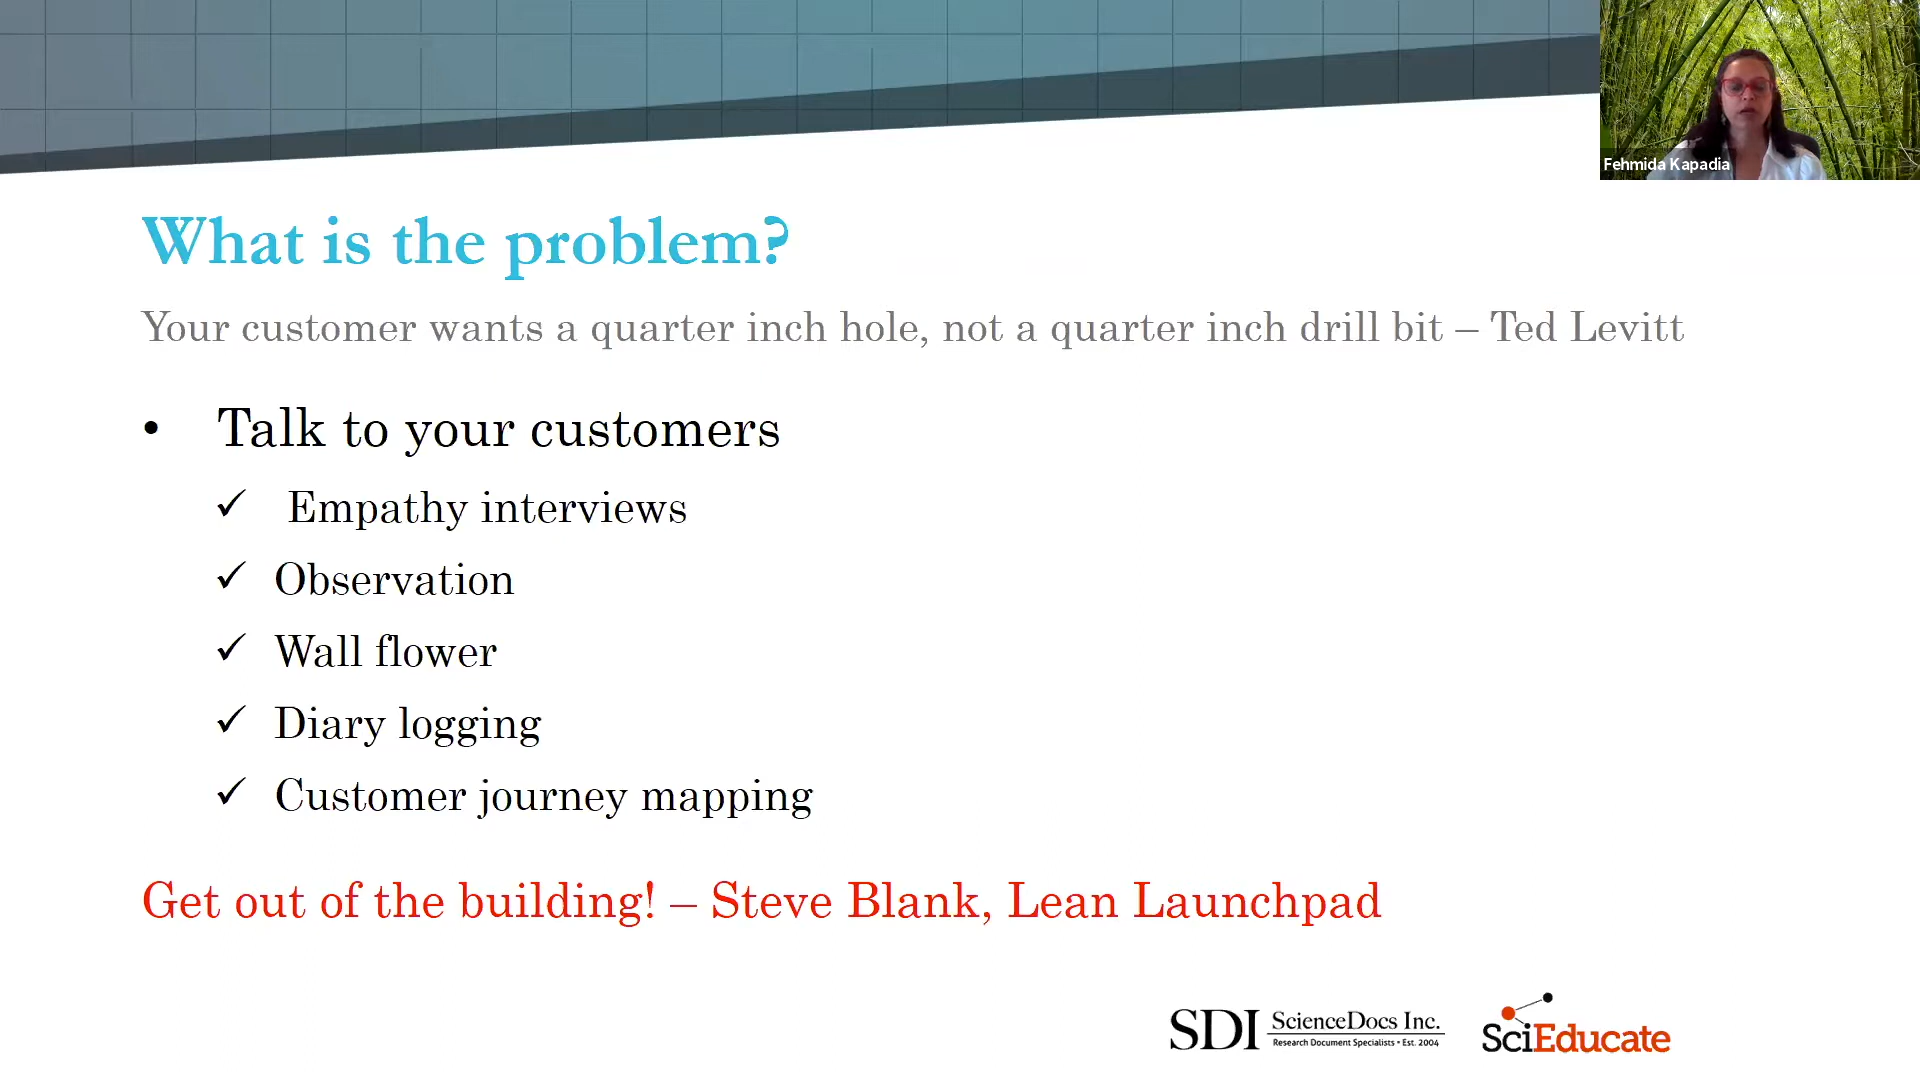 Fehmida Kapadia
What is the problem?
Your customer wants a quarter inch hole, not a quarter inch drill bit – Ted Levitt
• Talk to your customers
✓ Empathy interviews
✓ Observation
✓ Wall flower
✓ Diary logging
✓ Customer journey mapping
Get out of the building! – Steve Blank, Lean Launchpad
SDI ScienceDocs Inc.
Research Document Specialists • Est. 2004
SciEducate